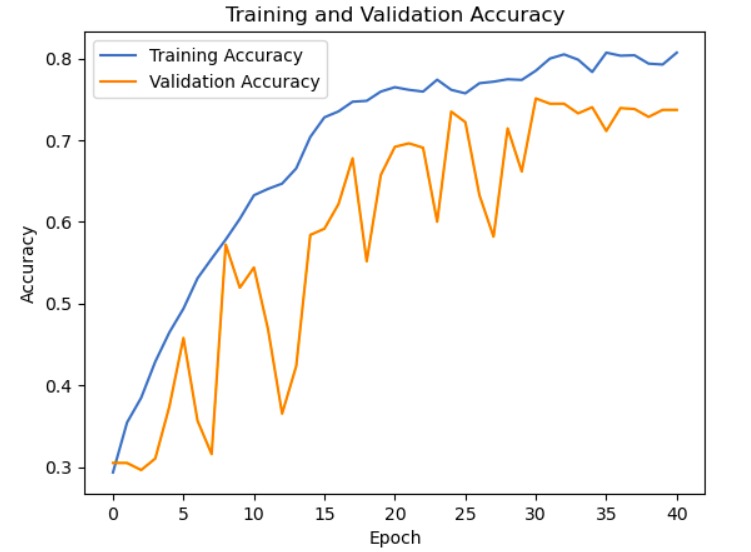 Training and Validation Accuracy
Training Accuracy
Validation Accuracy
Accuracy
0.8
0.7
0.6
0.5
0.4
0.3
0 5 10 15 20 25 30 35 40
Epoch